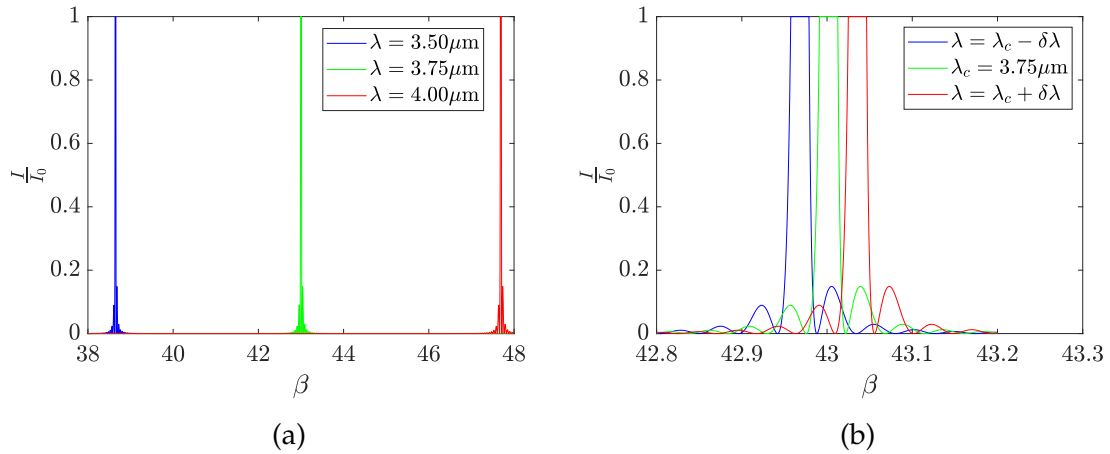 1
0.8
0.6
0.4
0.2
0
I/I₀
38 40 42 44 46 48
β
λ = 3.50μm
λ = 3.75μm
λ = 4.00μm
(a)
1
0.8
0.6
0.4
0.2
0
I/I₀
42.8 42.9 43 43.1 43.2 43.3
β
λ = λc − δλ
λc = 3.75μm
λ = λc + δλ
(b)